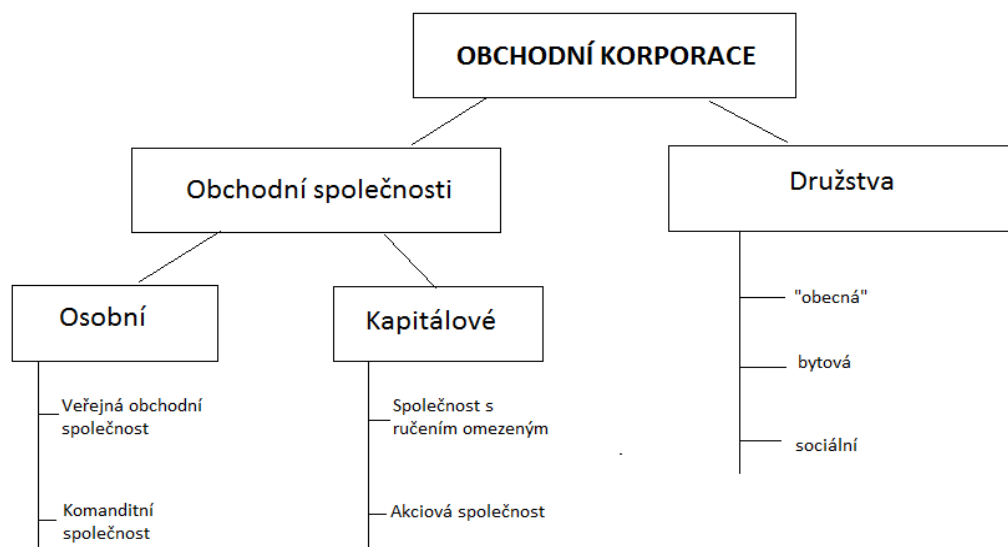 OBCHODNÍ KORPORACE
Obchodní společnosti
Družstva
Osobní
Kapitálové
"obecná"
bytová
sociální
Veřejná obchodní
společnost
Komanditní
společnost
Společnost s
ručením omezeným
Akciová společnost